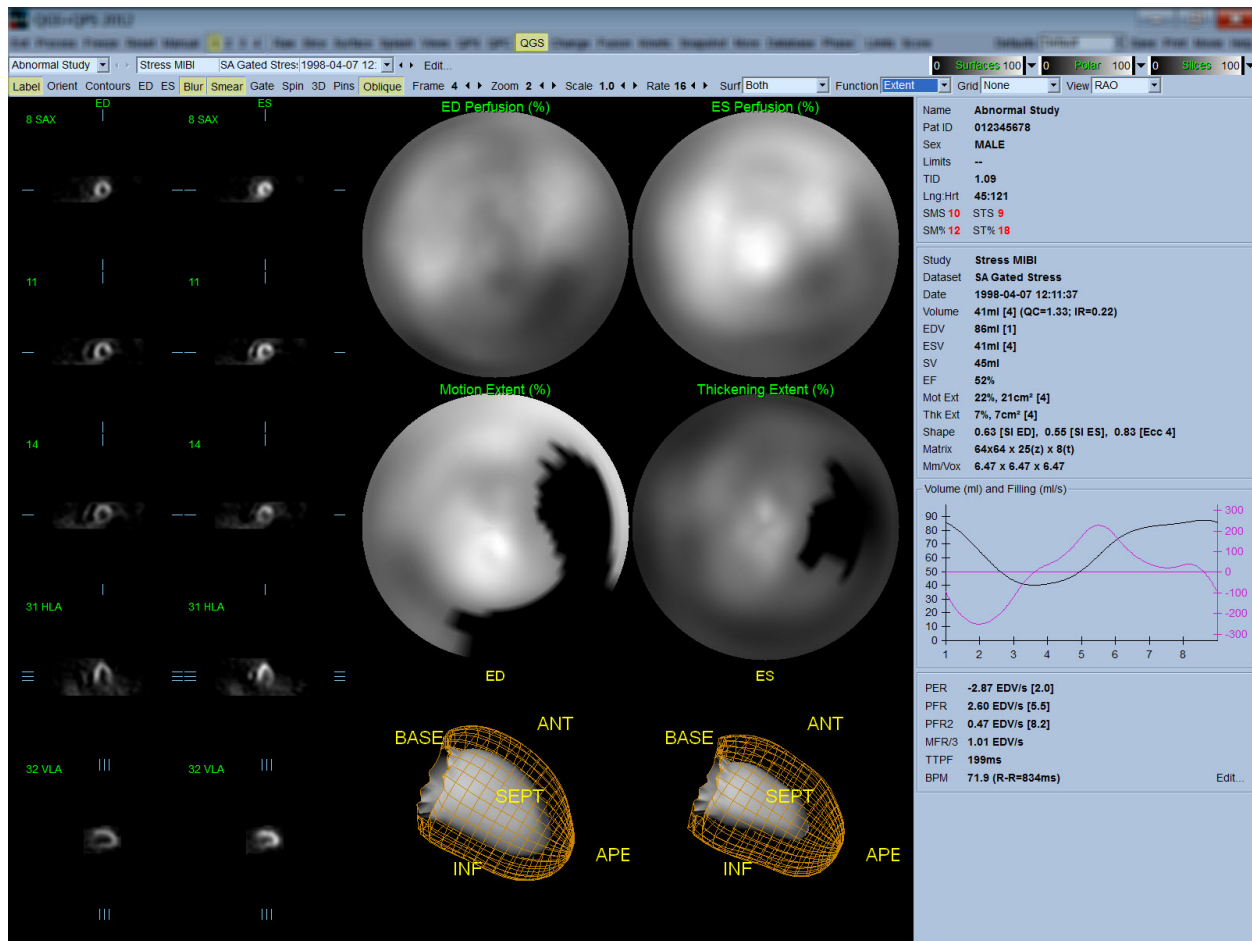 QGS+QPS 2012
QGS
Abnormal Study Stress MIBI SA Gated Stres: 1998-04-07 12: Edit...
0 Surfaces 100 0 Polar 100 0 Slices 100
Label Orient Contours ED ES Blur Smear Gate Spin 3D Pins Oblique Frame 4 Zoom 2 Scale 1.0 Rate 16 Surf Both Function Extent Grid None View RAO
ED ES
8 SAX 8 SAX
11 11
14 14
31 HLA 31 HLA
32 VLA 32 VLA
ED Perfusion (%) ES Perfusion (%)
Motion Extent (%) Thickening Extent (%)
ED ES
BASE ANT SEPT INF APE
BASE ANT SEPT INF APE
Name Abnormal Study
Pat ID 012345678
Sex MALE
Limits --
TID 1.09
Lng:Hrt 45:121
SMS 10 STS 9
SM% 12 ST% 18
Study Stress MIBI
Dataset SA Gated Stress
Date 1998-04-07 12:11:37
Volume 41ml [4] (QC=1.33; IR=0.22)
EDV 86ml [1]
ESV 41ml [4]
SV 45ml
EF 52%
Mot Ext 22%, 21cm² [4]
Thk Ext 7%, 7cm² [4]
Shape 0.63 [SI ED], 0.55 [SI ES], 0.83 [Ecc 4]
Matrix 64x64 x 25(z) x 8(t)
Mm/Vox 6.47 x 6.47 x 6.47
Volume (ml) and Filling (ml/s)
90
80
70
60
50
40
30
20
10
0
300
200
100
0
-100
-200
-300
1 2 3 4 5 6 7 8
PER -2.87 EDV/s [2.0]
PFR 2.60 EDV/s [5.5]
PFR2 0.47 EDV/s [8.2]
MFR/3 1.01 EDV/s
TTPF 199ms
BPM 71.9 (R-R=834ms) Edit...